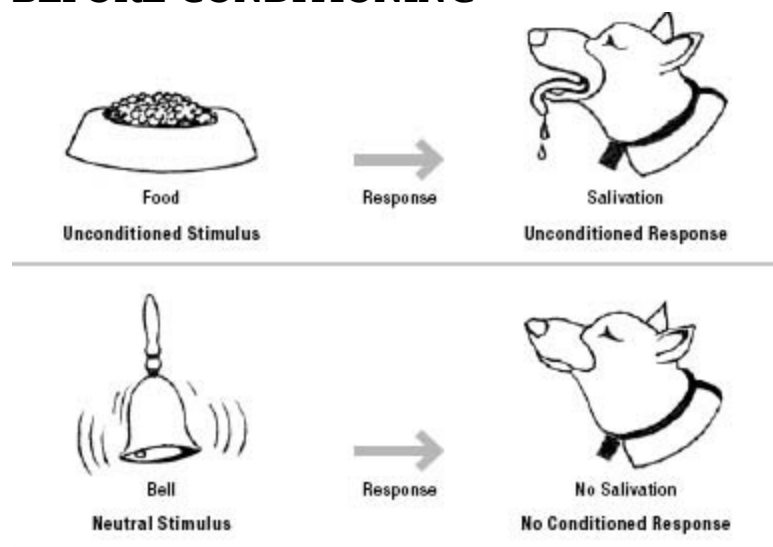 BEFORE CONDITIONING
Food
Response
Salivation
Unconditioned Stimulus
Unconditioned Response
Bell
Response
No Salivation
Neutral Stimulus
No Conditioned Response